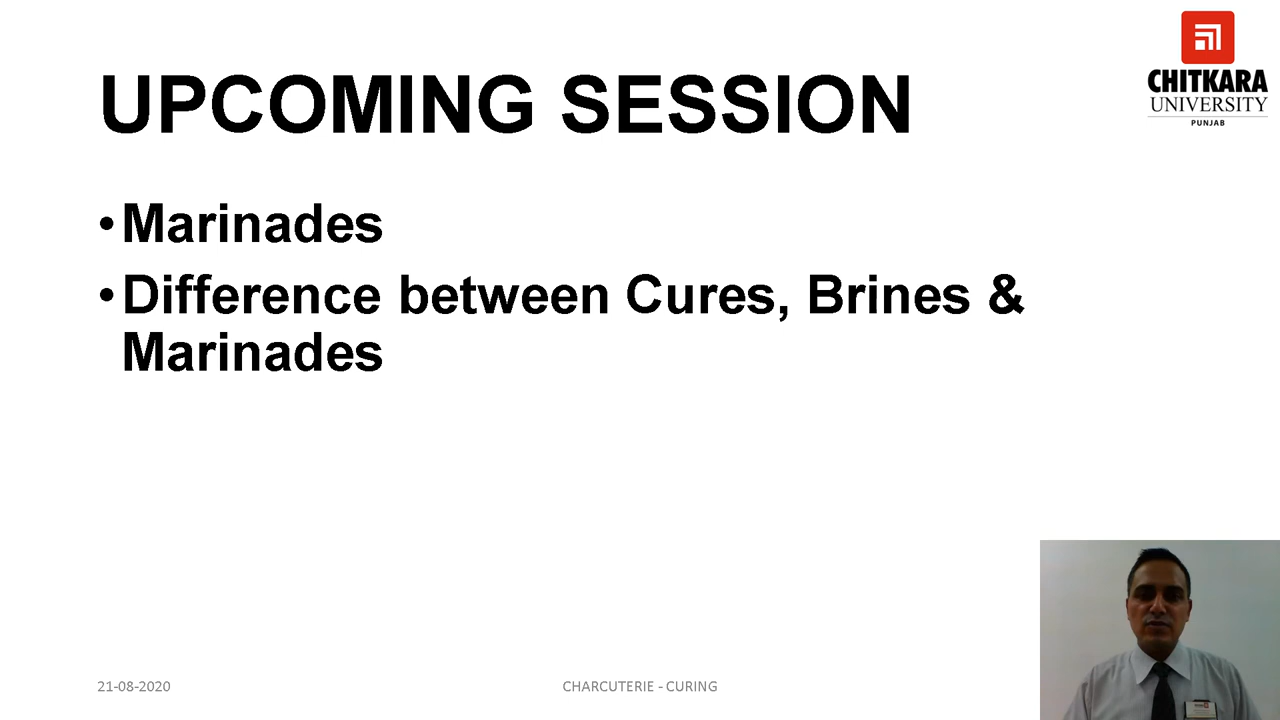 UPCOMING SESSION
CHITKARA
UNIVERSITY
PUNJAB
•Marinades
•Difference between Cures, Brines &
Marinades
21-08-2020
CHARCUTERIE - CURING